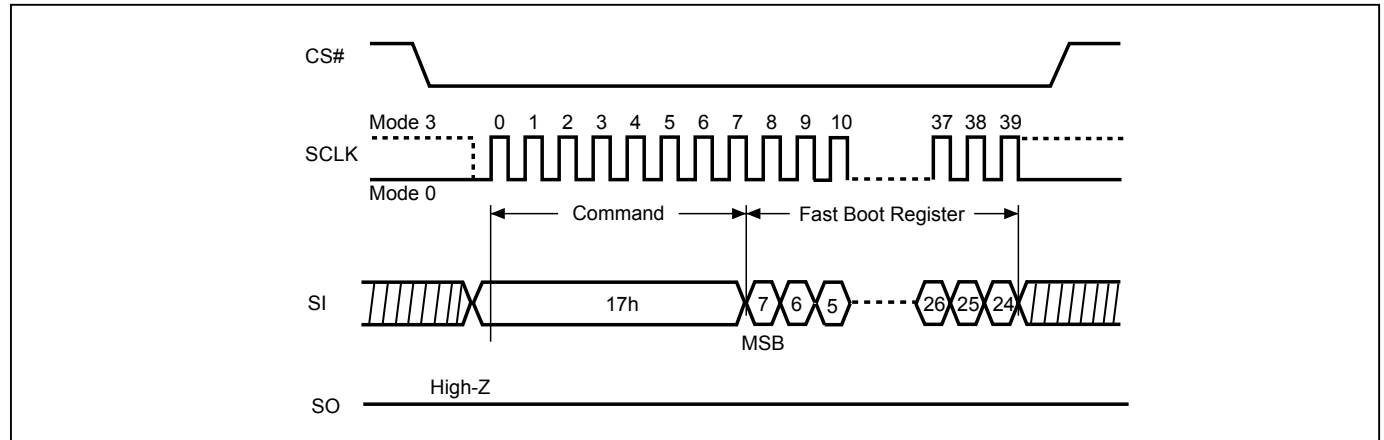 CS#
Mode 3 0 1 2 3 4 5 6 7 8 9 10 37 38 39
SCLK
Mode 0
Command Fast Boot Register
SI 17h 7 6 5 26 25 24
MSB
High-Z
SO